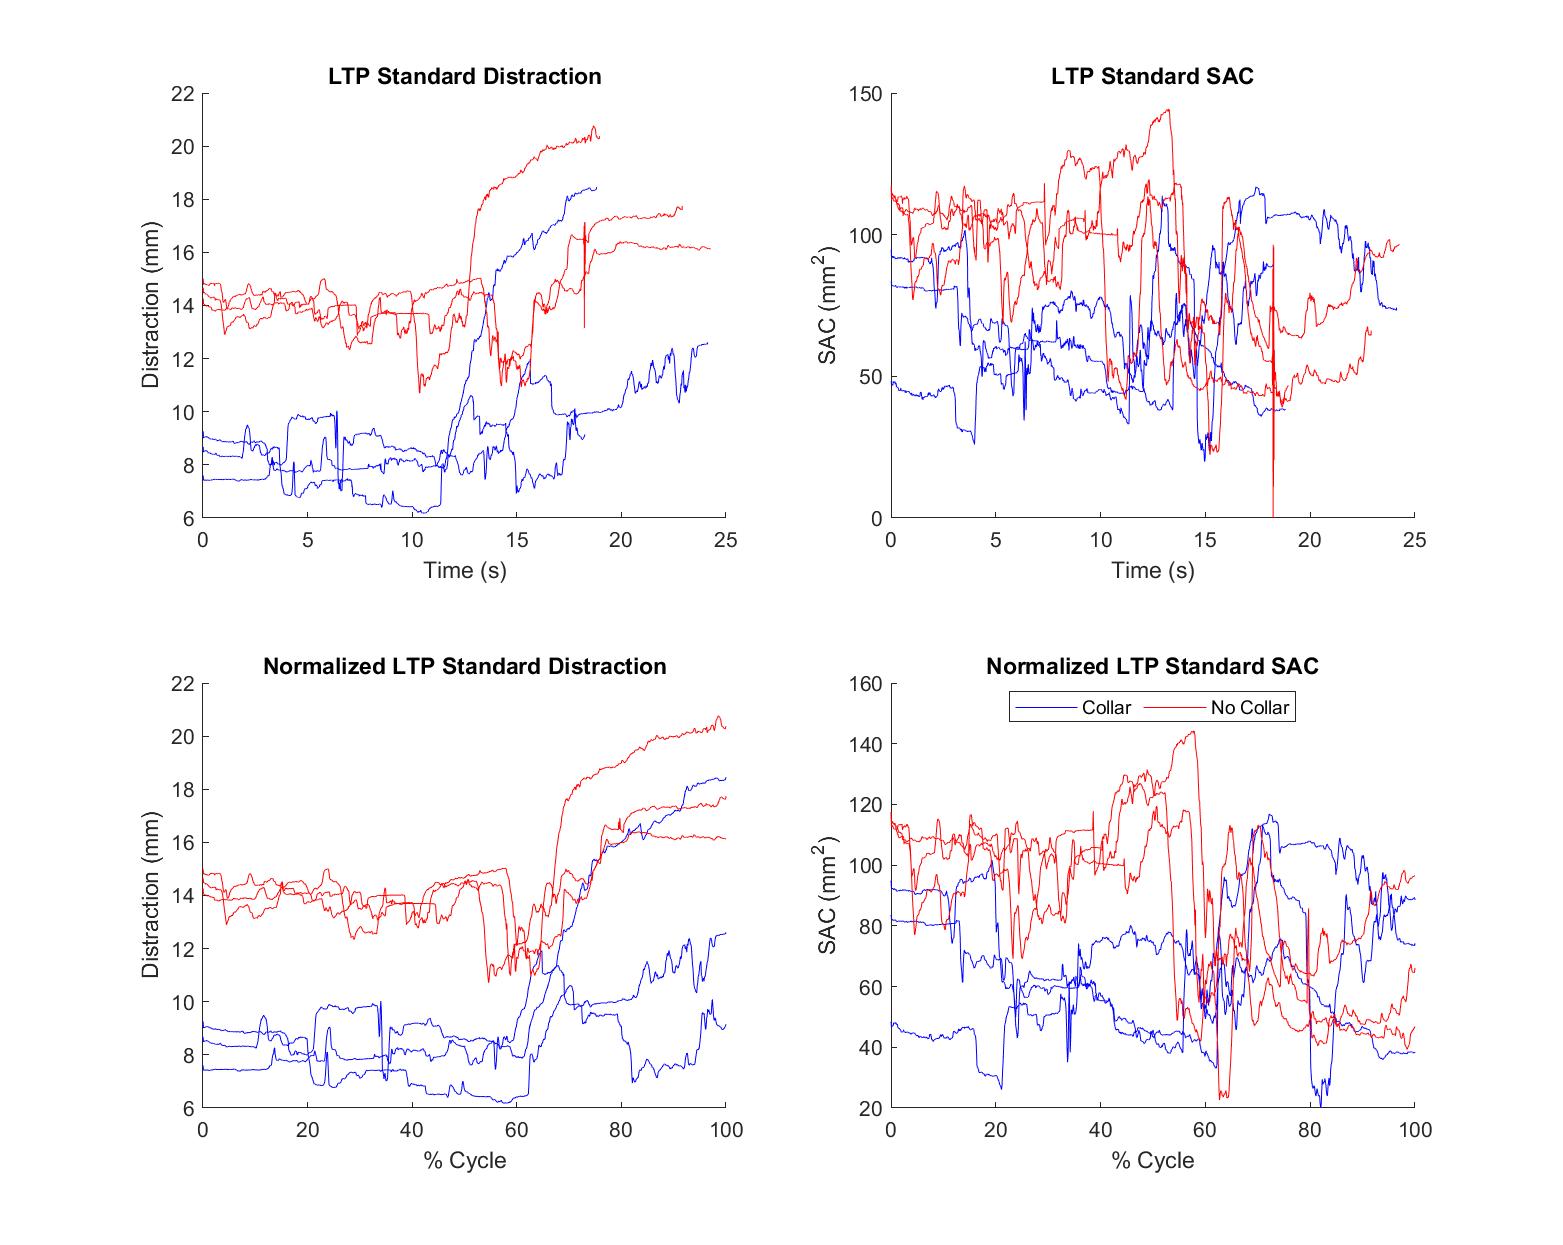 LTP Standard Distraction
22
20
18
16
14
12
10
8
6
Distraction (mm)
0 5 10 15 20 25
Time (s)
LTP Standard SAC
150
100
50
0
SAC (mm²)
0 5 10 15 20 25
Time (s)
Normalized LTP Standard Distraction
22
20
18
16
14
12
10
8
6
Distraction (mm)
0 20 40 60 80 100
% Cycle
Normalized LTP Standard SAC
Collar No Collar
160
140
120
100
80
60
40
20
SAC (mm²)
0 20 40 60 80 100
% Cycle